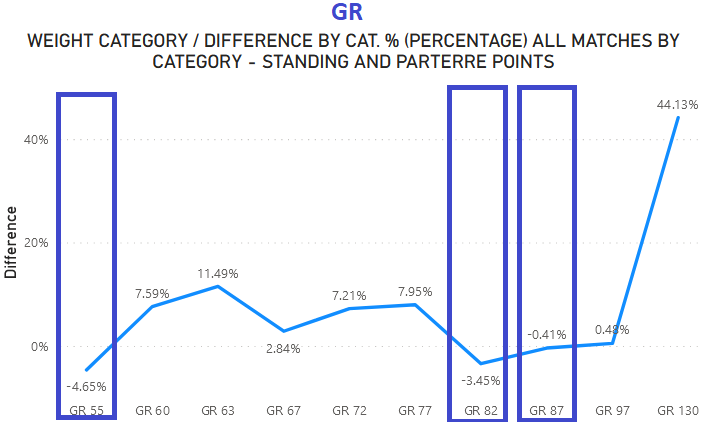 GR
WEIGHT CATEGORY / DIFFERENCE BY CAT. % (PERCENTAGE) ALL MATCHES BY
CATEGORY - STANDING AND PARTERRE POINTS
44.13%
40%
Difference
20%
11.49%
7.59%
7.21%
7.95%
-0.41%
0.48%
0%
2.84%
-4.65%
-3.45%
GR 55 GR 60 GR 63 GR 67 GR 72 GR 77 GR 82 GR 87 GR 97 GR 130